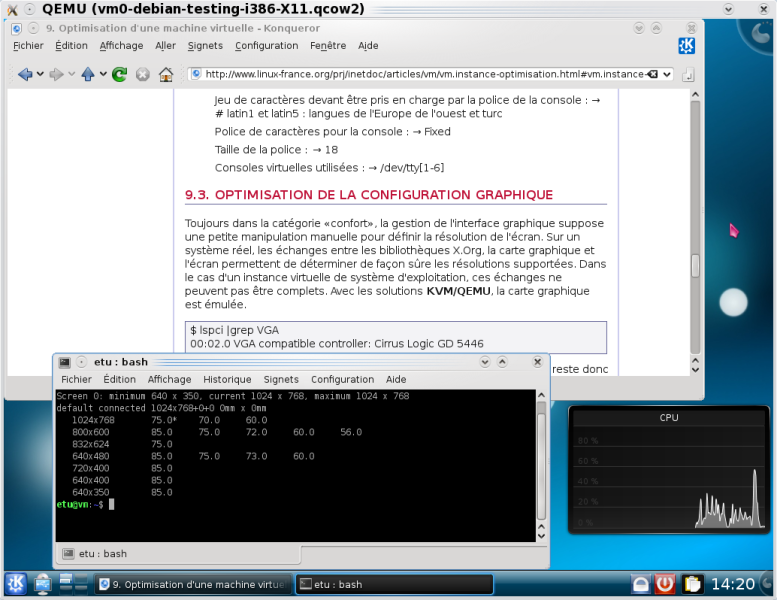 QEMU (vm0-debian-testing-i386-X11.qcow2)
9. Optimisation d'une machine virtuelle - Konqueror
Fichier Édition Affichage Aller Signets Configuration Fenêtre Aide
http://www.linux-france.org/prj/inetdoc/articles/vm/vm.instance-optimisation.html#vm.instance-
Jeu de caractères devant être pris en charge par la police de la console : →
# latin1 et latin5 : langues de l'Europe de l'ouest et turc
Police de caractères pour la console : → Fixed
Taille de la police : → 18
Consoles virtuelles utilisées : → /dev/tty[1-6]
9.3. OPTIMISATION DE LA CONFIGURATION GRAPHIQUE
Toujours dans la catégorie «confort», la gestion de l'interface graphique suppose
une petite manipulation manuelle pour définir la résolution de l'écran. Sur un
système réel, les échanges entre les bibliothèques X.Org, la carte graphique et
l'écran permettent de déterminer de façon sûre les résolutions supportées. Dans
le cas d'un instance virtuelle de système d'exploitation, ces échanges ne
peuvent pas être complets. Avec les solutions KVM/QEMU, la carte graphique
est émulée.
$ lspci |grep VGA
00:02.0 VGA compatible controller: Cirrus Logic GD 5446
reste donc
etu : bash
Fichier Édition Affichage Historique Signets Configuration Aide
Screen 0: minimum 640 x 350, current 1024 x 768, maximum 1024 x 768
default connected 1024x768+0+0 0mm x 0mm
1024x768 75.0* 70.0 60.0
800x600 85.0 75.0 72.0 60.0 56.0
832x624 75.0
640x480 85.0 75.0 73.0 60.0
720x400 85.0
640x400 85.0
640x350 85.0
etu@vm:~$
etu : bash
CPU
80 %
60 %
40 %
20 %
0 %
9. Optimisation d'une machine virtue
etu : bash
14:20